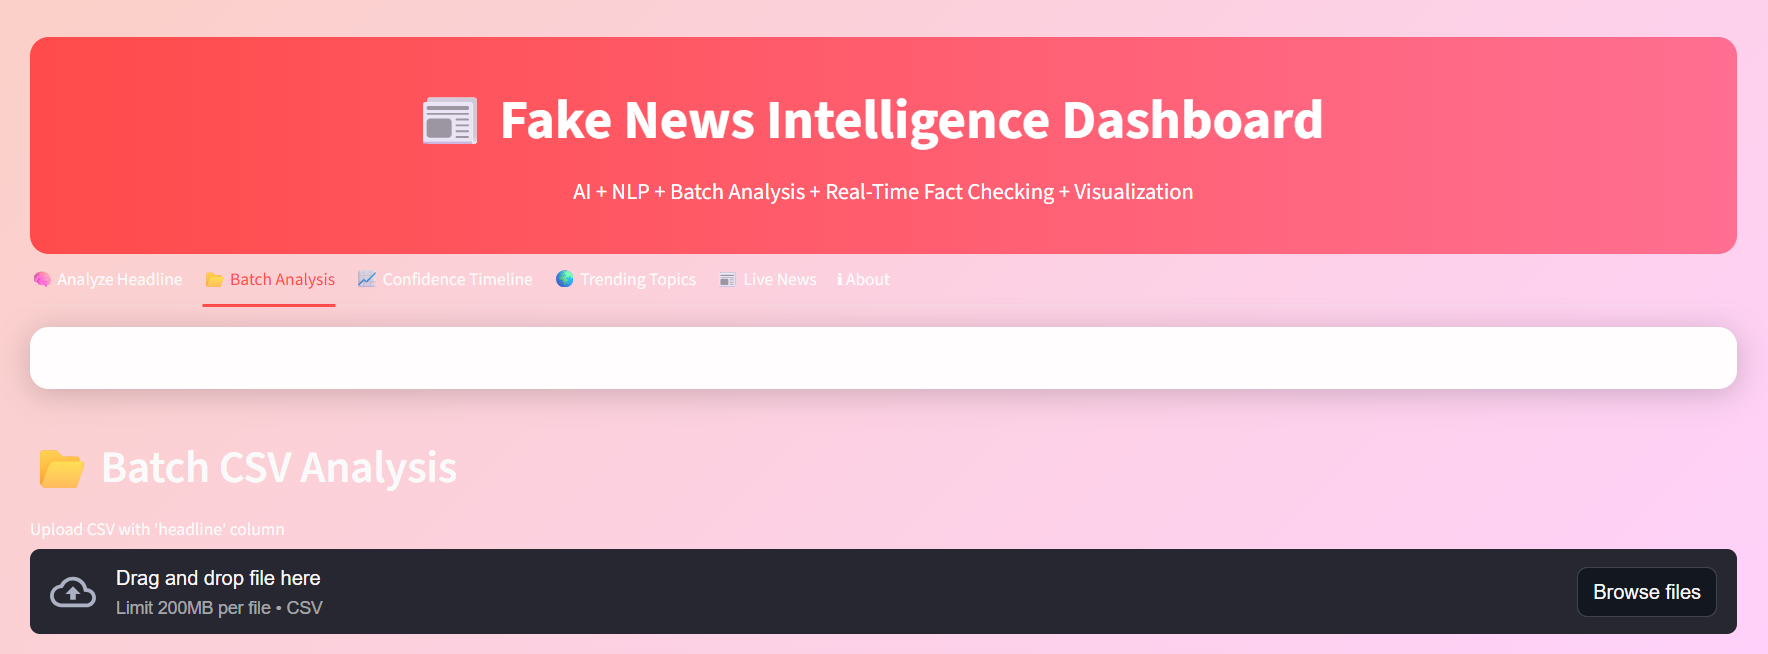 Fake News Intelligence Dashboard
AI + NLP + Batch Analysis + Real-Time Fact Checking + Visualization
Analyze Headline Batch Analysis Confidence Timeline Trending Topics Live News ℹ About
Batch CSV Analysis
Upload CSV with 'headline' column
Drag and drop file here
Limit 200MB per file • CSV
Browse files